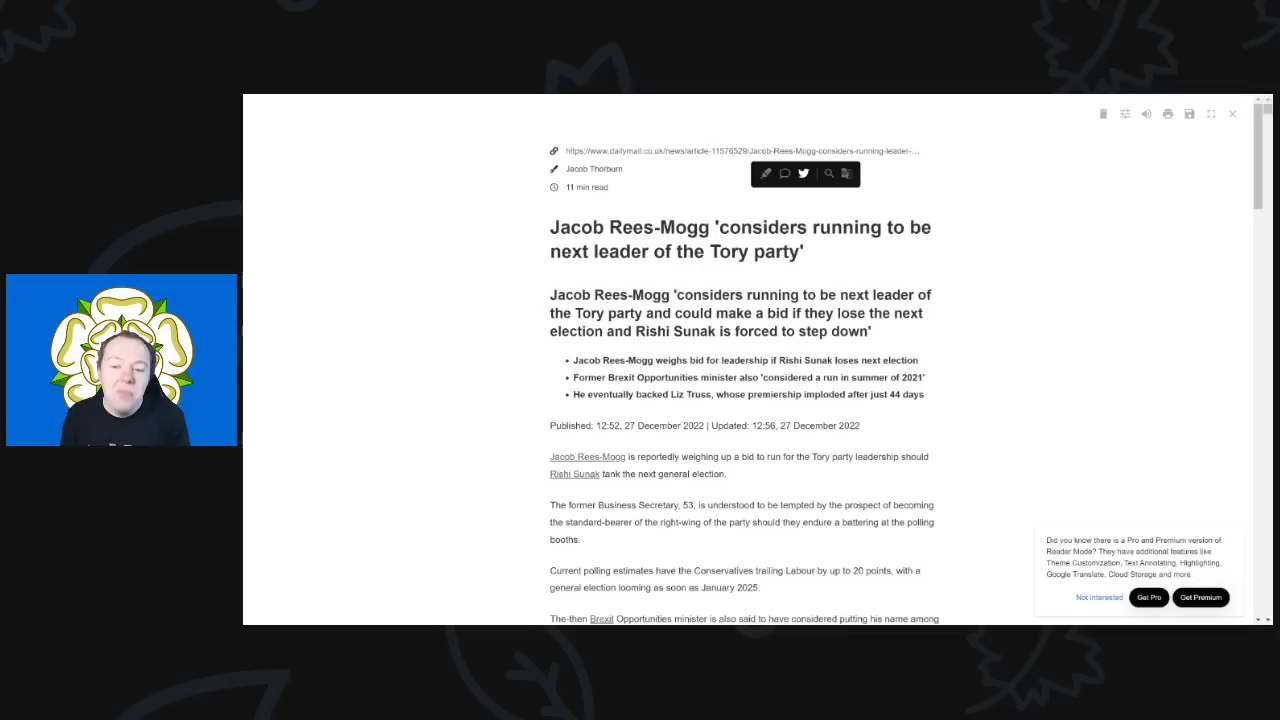 https://www.dailymail.co.uk/news/article-11576529/Jacob-Rees-Mogg-considers-running-leader-...
Jacob Thorburn
11 min read
Jacob Rees-Mogg 'considers running to be
next leader of the Tory party'
Jacob Rees-Mogg 'considers running to be next leader of
the Tory party and could make a bid if they lose the next
election and Rishi Sunak is forced to step down'
• Jacob Rees-Mogg weighs bid for leadership if Rishi Sunak loses next election
• Former Brexit Opportunities minister also 'considered a run in summer of 2021'
• He eventually backed Liz Truss, whose premiership imploded after just 44 days
Published: 12:52, 27 December 2022 | Updated: 12:56, 27 December 2022
Jacob Rees-Mogg is reportedly weighing up a bid to run for the Tory party leadership should
Rishi Sunak tank the next general election.
The former Business Secretary, 53, is understood to be tempted by the prospect of becoming
the standard-bearer of the right-wing of the party should they endure a battering at the polling
booths.
Current polling estimates have the Conservatives trailing Labour by up to 20 points, with a
general election looming as soon as January 2025.
The-then Brexit Opportunities minister is also said to have considered putting his name among
Did you know there is a Pro and Premium version of
Reader Mode? They have additional features like
Theme Customization, Text Annotating, Highlighting,
Google Translate, Cloud Storage and more
Not interested Get Pro Get Premium